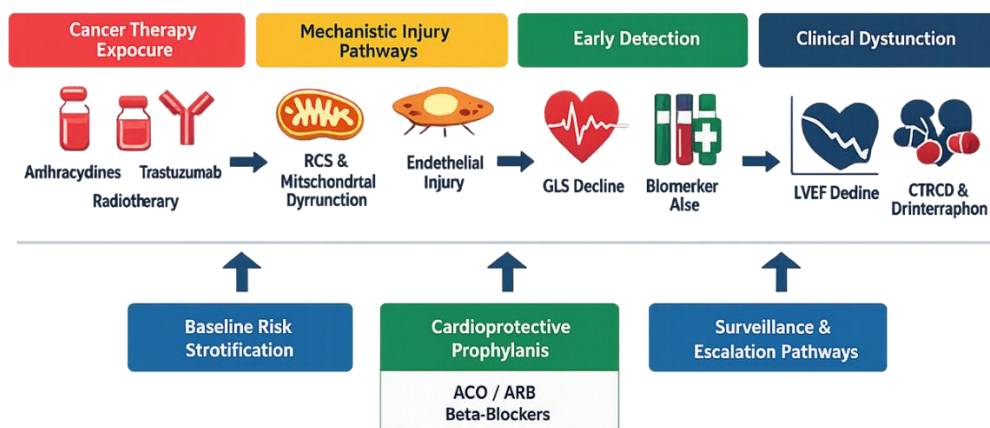 Cancer Therapy
Expocure
Mechanistic Injury
Pathways
Early Detection
Clinical Dystunction
Amhracydines
Trastuzumab
Radiotherary
RCS &
Mitschondrtal
Dyrrunction
Endethelial
Injury
GLS Decline
Blomerker
Alse
LVEF Dedine
CTRCD &
Drinterraphon
Baseline Risk
Strotification
Cardioprotective
Prophylanis
ACO / ARB
Beta-Blockers
Surveillance &
Escalation Pathways